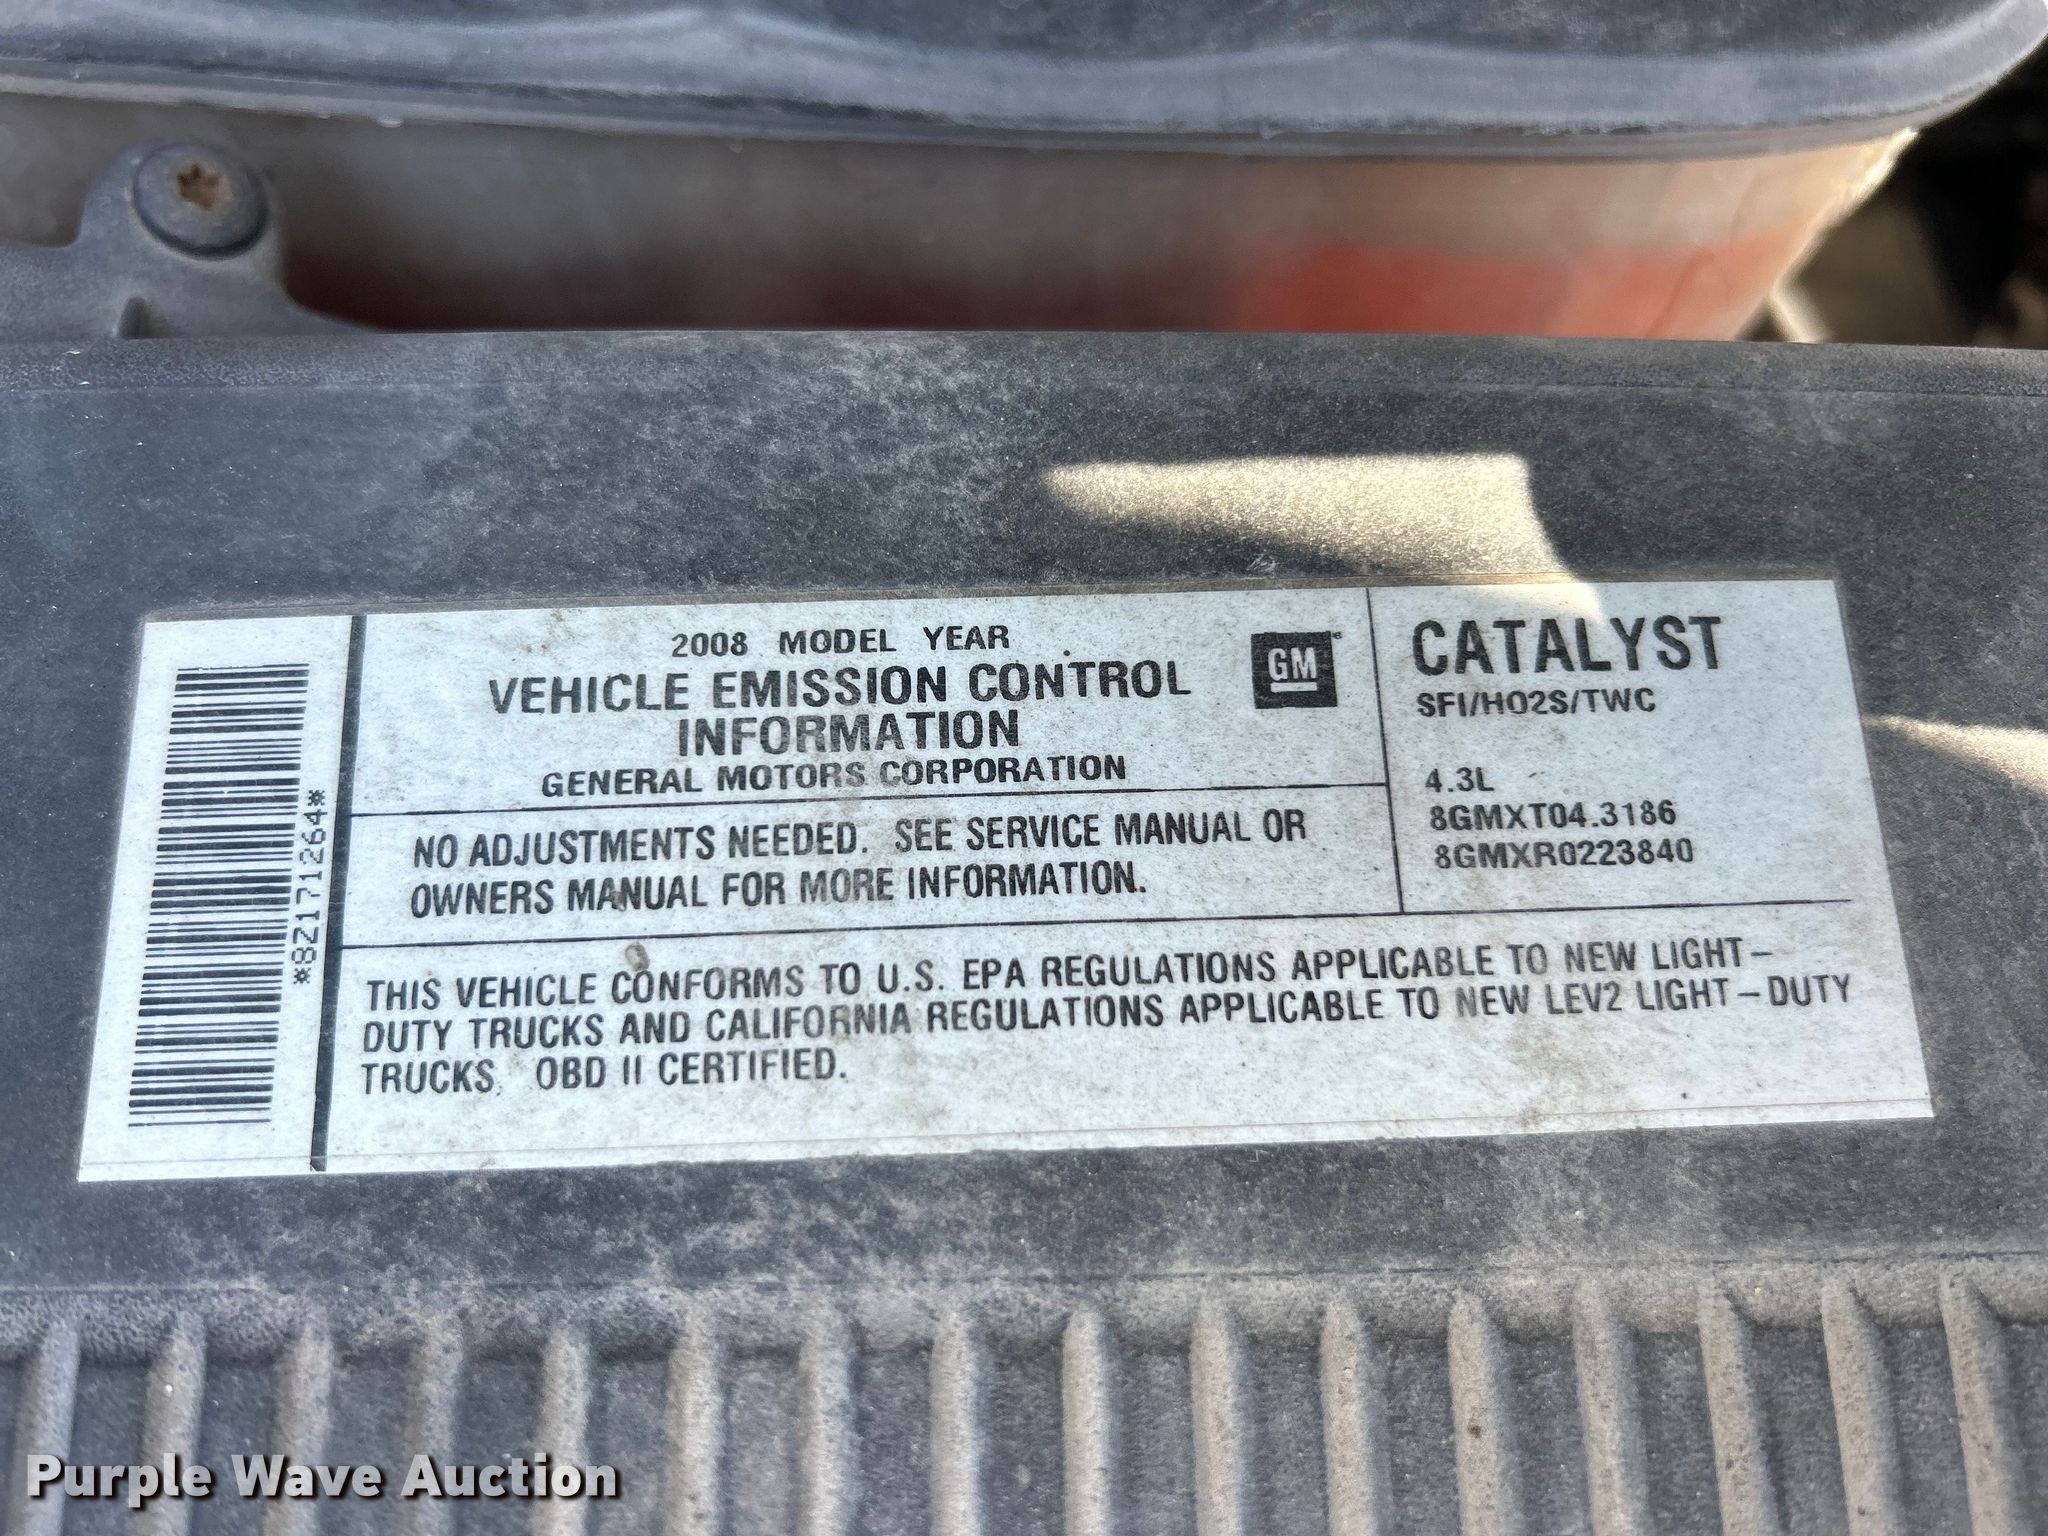 *8Z171264*
2008 MODEL YEAR
VEHICLE EMISSION CONTROL
INFORMATION
GENERAL MOTORS CORPORATION
GM
NO ADJUSTMENTS NEEDED. SEE SERVICE MANUAL OR
OWNERS MANUAL FOR MORE INFORMATION.
CATALYST
SFI/HO2S/TWC
4.3L
8GMXT04.3186
8GMXR0223840
THIS VEHICLE CONFORMS TO U.S. EPA REGULATIONS APPLICABLE TO NEW LIGHT-
DUTY TRUCKS AND CALIFORNIA REGULATIONS APPLICABLE TO NEW LEV2 LIGHT-DUTY
TRUCKS. OBD II CERTIFIED.
Purple Wave Auction